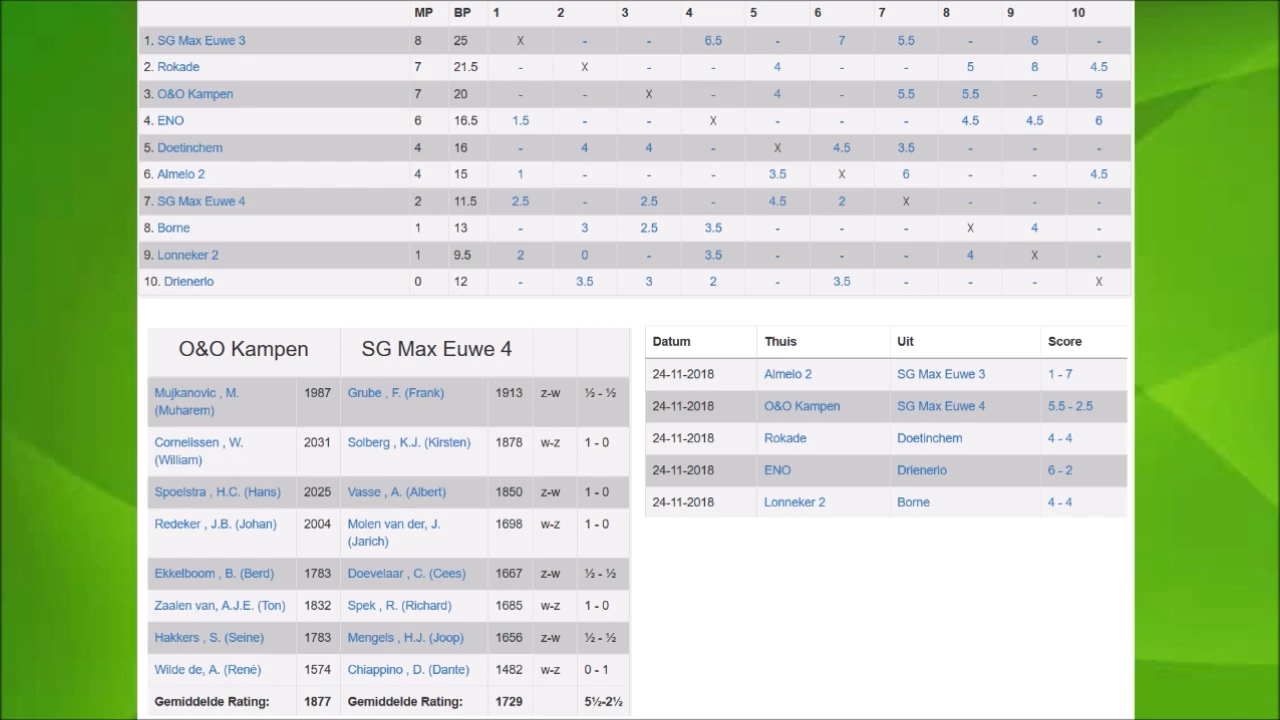 MP BP 1 2 3 4 5 6 7 8 9 10
1. SG Max Euwe 3 8 25 X - - 6.5 - 7 5.5 - 6 -
2. Rokade 7 21.5 - X - - 4 - - 5 8 4.5
3. O&O Kampen 7 20 - - X - 4 - 5.5 5.5 - 5
4. ENO 6 16.5 1.5 - - X - - - 4.5 4.5 6
5. Doetinchem 4 16 - 4 4 - X 4.5 3.5 - - -
6. Almelo 2 4 15 1 - - - 3.5 X 6 - - 4.5
7. SG Max Euwe 4 2 11.5 2.5 - 2.5 - 4.5 2 X - - -
8. Borne 1 13 - 3 2.5 3.5 - - - X 4 -
9. Lonneker 2 1 9.5 2 0 - 3.5 - - - 4 X -
10. Drienerlo 0 12 - 3.5 3 2 - 3.5 - - - X
O&O Kampen SG Max Euwe 4
Mujkanovic , M. 1987 Grube , F. (Frank) 1913 z-w ½ - ½
(Muharem)
Cornelissen , W. 2031 Solberg , K.J. (Kirsten) 1878 w-z 1 - 0
(William)
Spoelstra , H.C. (Hans) 2025 Vasse , A. (Albert) 1850 z-w 1 - 0
Redeker , J.B. (Johan) 2004 Molen van der, J. 1698 w-z 1 - 0
(Jarich)
Ekkelboom , B. (Berd) 1783 Doevelaar , C. (Cees) 1667 z-w ½ - ½
Zaalen van, A.J.E. (Ton) 1832 Spek , R. (Richard) 1685 w-z 1 - 0
Hakkers , S. (Seine) 1783 Mengels , H.J. (Joop) 1656 z-w ½ - ½
Wilde de, A. (René) 1574 Chiappino , D. (Dante) 1482 w-z 0 - 1
Gemiddelde Rating: 1877 Gemiddelde Rating: 1729 5½-2½
Datum Thuis Uit Score
24-11-2018 Almelo 2 SG Max Euwe 3 1 - 7
24-11-2018 O&O Kampen SG Max Euwe 4 5.5 - 2.5
24-11-2018 Rokade Doetinchem 4 - 4
24-11-2018 ENO Drienerlo 6 - 2
24-11-2018 Lonneker 2 Borne 4 - 4